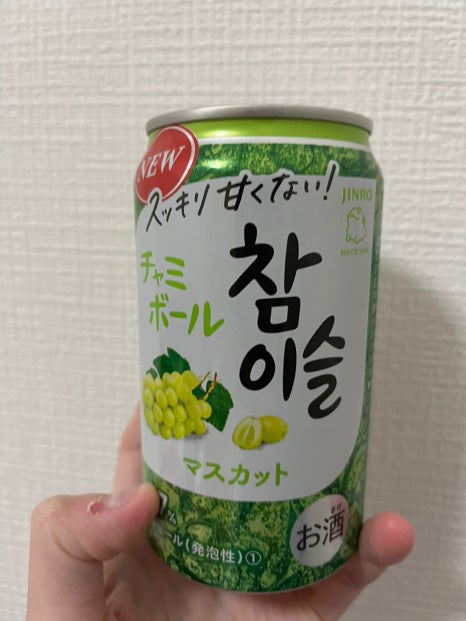 NEW
スッキリ甘くない!
JINRO
チャミ
ボール
참
이슬
マスカット
%
ール(発泡性)①
お酒